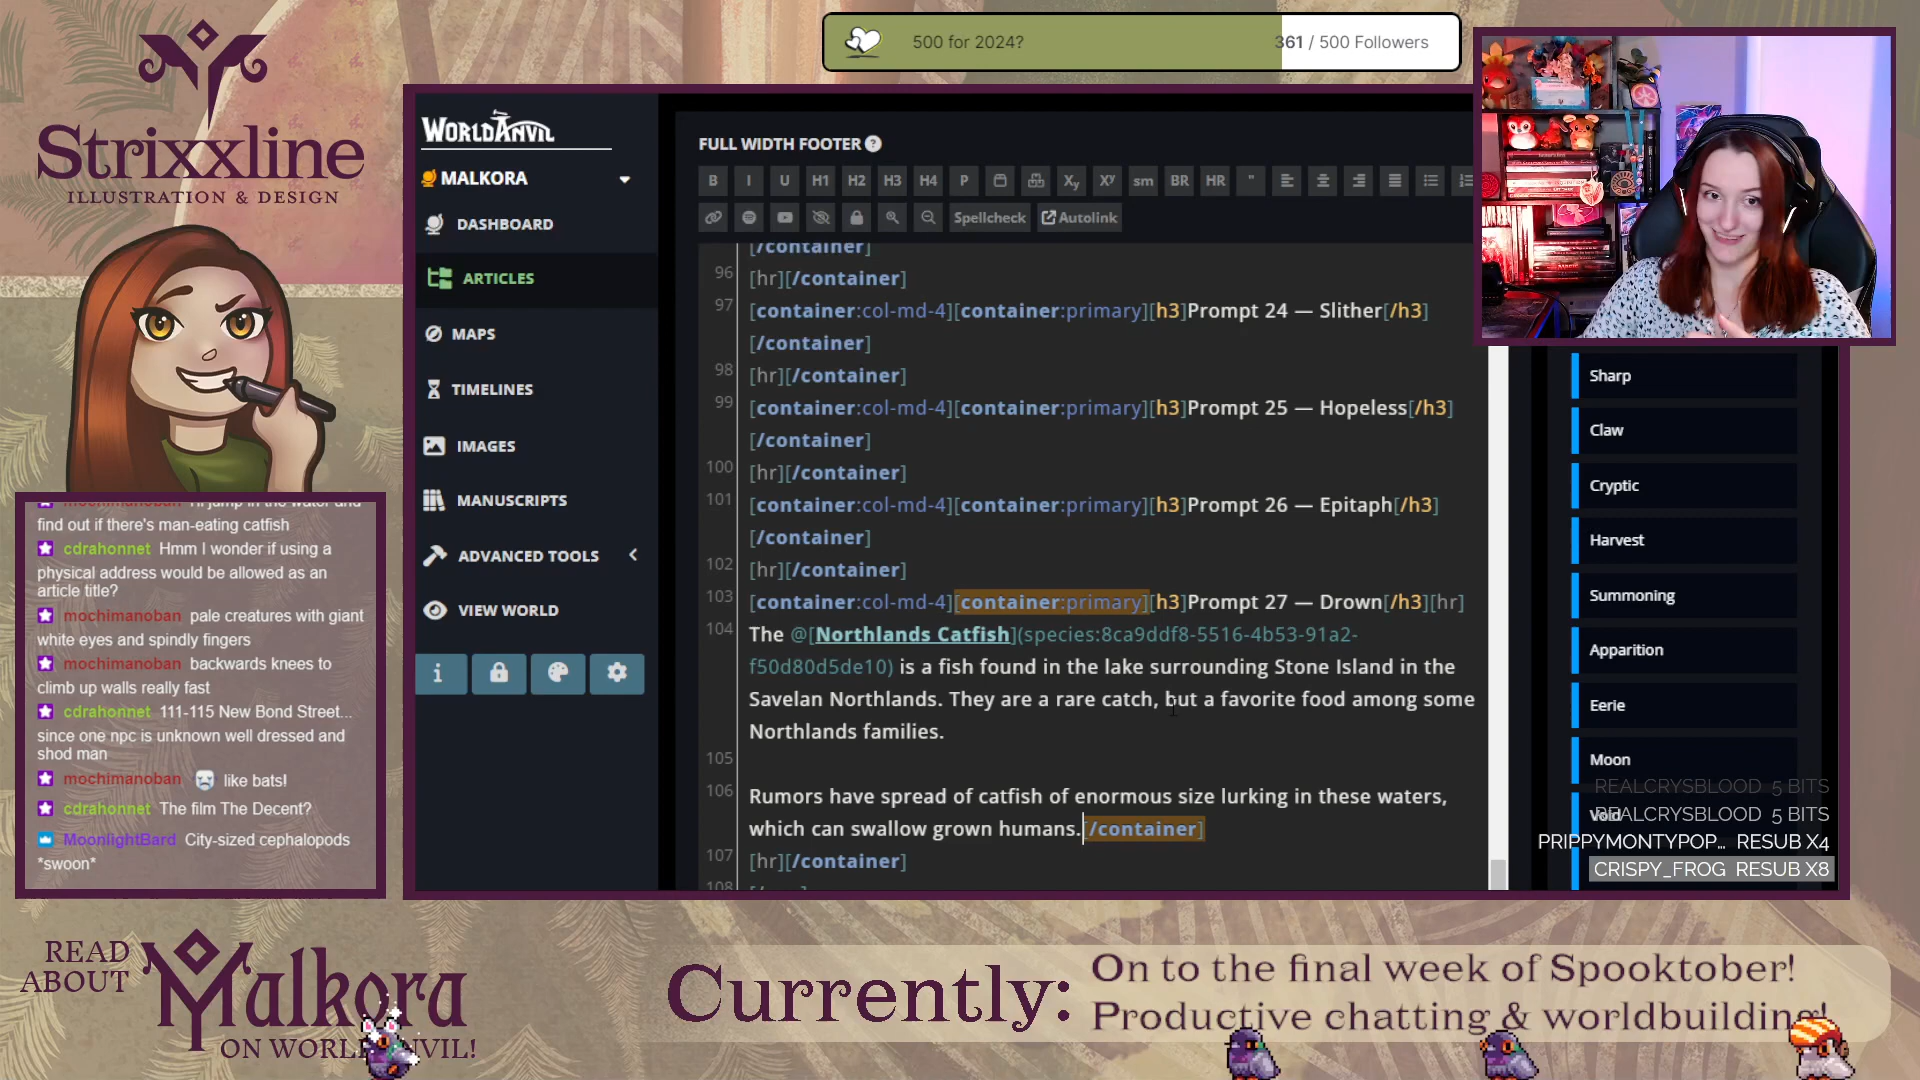 Strixxline
ILLUSTRATION & DESIGN
500 for 2024?
361 / 500 Followers
WORLDANVIL
MALKORA
DASHBOARD
ARTICLES
MAPS
TIMELINES
IMAGES
MANUSCRIPTS
ADVANCED TOOLS
VIEW WORLD
FULL WIDTH FOOTER
B I U H1 H2 H3 H4 P Xy Xy sm BR HR "
Spellcheck Autolink
[/container]
96 [hr][/container]
97 [container:col-md-4][container:primary][h3]Prompt 24 — Slither[/h3]
[/container]
98 [hr][/container]
99 [container:col-md-4][container:primary][h3]Prompt 25 — Hopeless[/h3]
[/container]
100 [hr][/container]
101 [container:col-md-4][container:primary][h3]Prompt 26 — Epitaph[/h3]
[/container]
102 [hr][/container]
103 [container:col-md-4][container:primary][h3]Prompt 27 — Drown[/h3][hr]
104 The @[Northlands Catfish](species:8ca9ddf8-5516-4b53-91a2-
f50d80d5de10) is a fish found in the lake surrounding Stone Island in the
Savelan Northlands. They are a rare catch, but a favorite food among some
Northlands families.
105
106 Rumors have spread of catfish of enormous size lurking in these waters,
which can swallow grown humans.[/container]
107 [hr][/container]
108
Sharp
Claw
Cryptic
Harvest
Summoning
Apparition
Eerie
Moon
Void
REALCRYSBLOOD 5 BITS
REALCRYSBLOOD 5 BITS
PRIPPYMONTYPOP... RESUB X4
CRISPY_FROG RESUB X8
mochimanoban I'll jump in the water and
find out if there's man-eating catfish
cdrahonnet Hmm I wonder if using a
physical address would be allowed as an
article title?
mochimanoban pale creatures with giant
white eyes and spindly fingers
mochimanoban backwards knees to
climb up walls really fast
cdrahonnet 111-115 New Bond Street...
since one npc is unknown well dressed and
shod man
mochimanoban like bats!
cdrahonnet The film The Decent?
MoonlightBard City-sized cephalopods
*swoon*
READ
ABOUT
Malkora
ON WORLD ANVIL!
Currently:
On to the final week of Spooktober!
Productive chatting & worldbuilding!